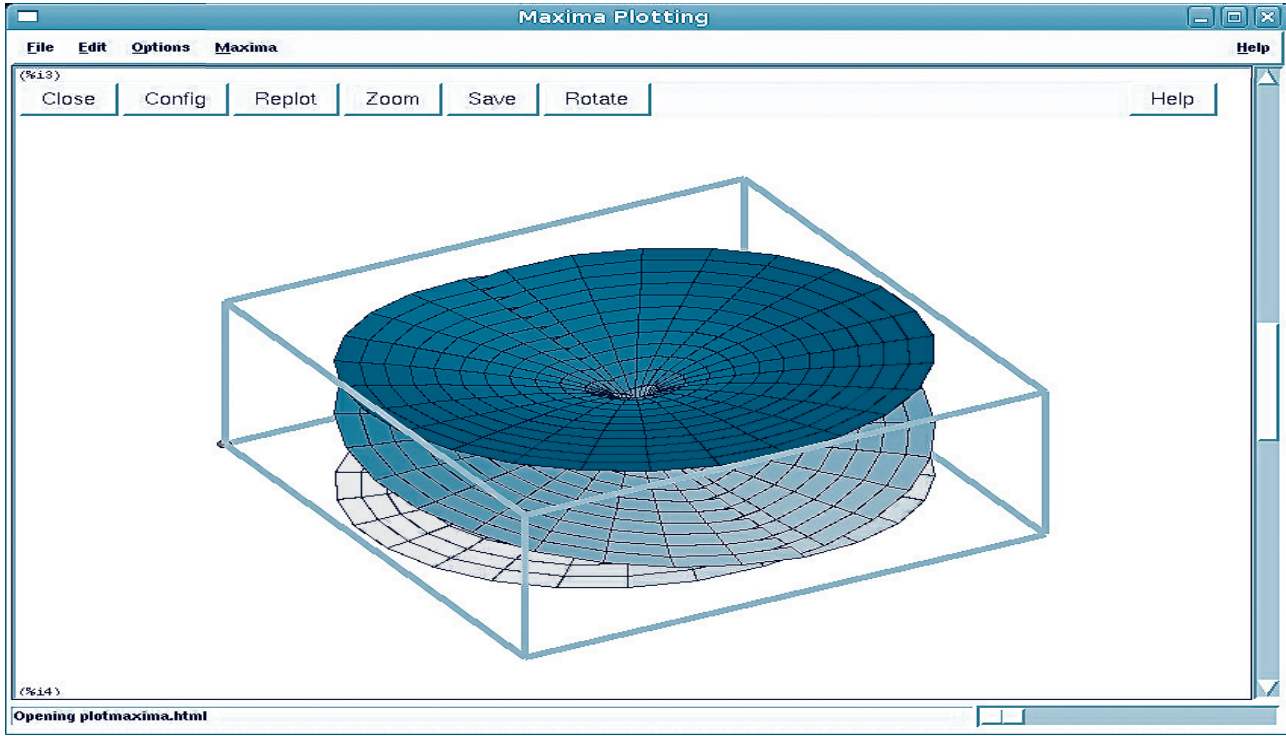 Maxima Plotting
File Edit Options Maxima Help
(%i3)
Close Config Replot Zoom Save Rotate Help
(%i4)
Opening plotmaxima.html